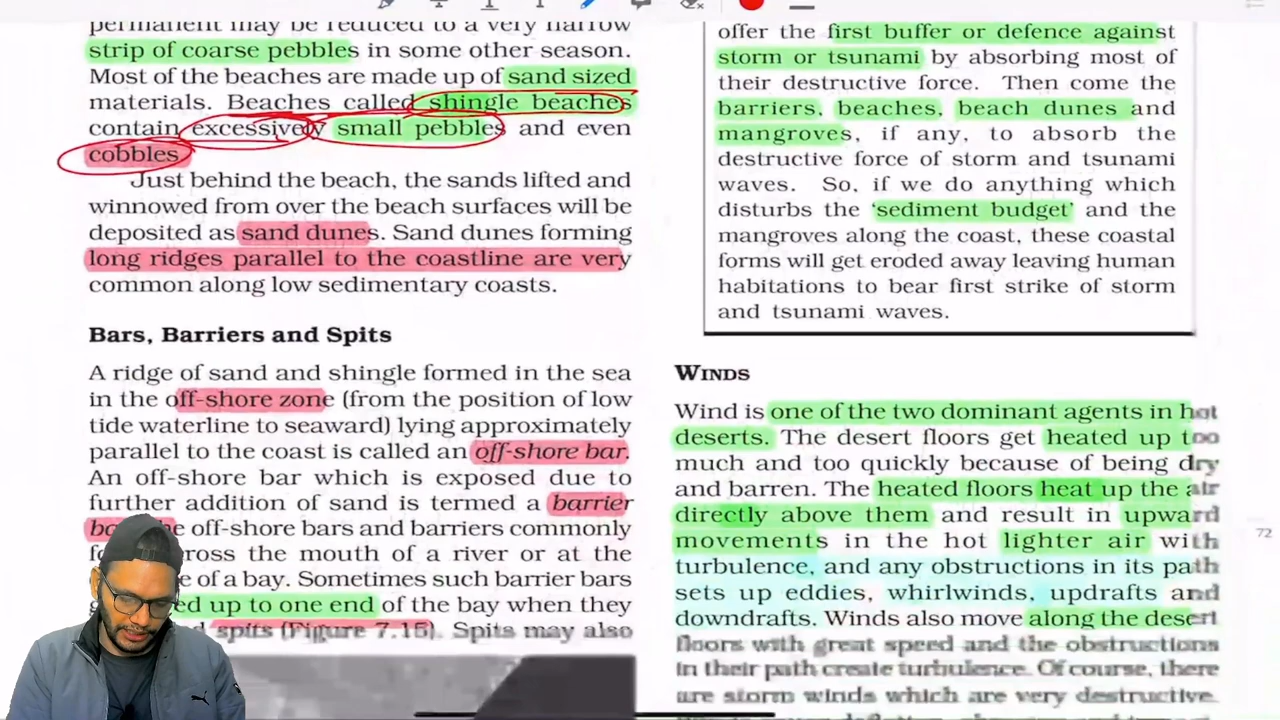 permanent may be reduced to a very narrow
strip of coarse pebbles in some other season.
Most of the beaches are made up of sand sized
materials. Beaches called shingle beaches
contain excessively small pebbles and even
cobbles
Just behind the beach, the sands lifted and
winnowed from over the beach surfaces will be
deposited as sand dunes. Sand dunes forming
long ridges parallel to the coastline are very
common along low sedimentary coasts.
Bars, Barriers and Spits
A ridge of sand and shingle formed in the sea
in the off-shore zone (from the position of low
tide waterline to seaward) lying approximately
parallel to the coast is called an off-shore bar.
An off-shore bar which is exposed due to
further addition of sand is termed a barrier
off-shore bars and barriers commonly
the mouth of a river or at the
of a bay. Sometimes such barrier bars
up to one end of the bay when they
spits (Figure 7.15). Spits may also
offer the first buffer or defence against
storm or tsunami by absorbing most of
their destructive force. Then come the
barriers, beaches, beach dunes and
mangroves, if any, to absorb the
destructive force of storm and tsunami
waves. So, if we do anything which
disturbs the 'sediment budget' and the
mangroves along the coast, these coastal
forms will get eroded away leaving human
habitations to bear first strike of storm
and tsunami waves.
WINDS
Wind is one of the two dominant agents in hot
deserts. The desert floors get heated up too
much and too quickly because of being dry
and barren. The heated floors heat up the air
directly above them and result in upward
movements in the hot lighter air with
turbulence, and any obstructions in its path
sets up eddies, whirlwinds, updrafts and
downdrafts. Winds also move along the desert
floors with great speed and the obstructions
in their path create turbulence. Of course, there
are storm winds which are very destructive.
72